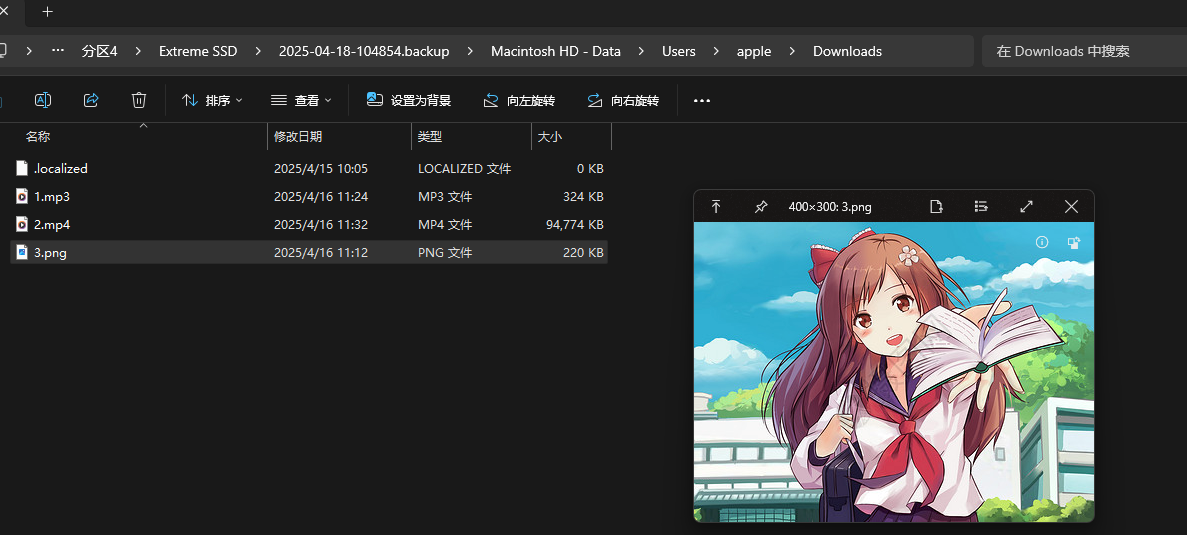 分区4 Extreme SSD 2025-04-18-104854.backup Macintosh HD - Data Users apple Downloads 在 Downloads 中搜索
排序 查看 设置为背景 向左旋转 向右旋转
名称 修改日期 类型 大小
.localized 2025/4/15 10:05 LOCALIZED 文件 0 KB
1.mp3 2025/4/16 11:24 MP3 文件 324 KB
2.mp4 2025/4/16 11:32 MP4 文件 94,774 KB
3.png 2025/4/16 11:12 PNG 文件 220 KB
400×300: 3.png